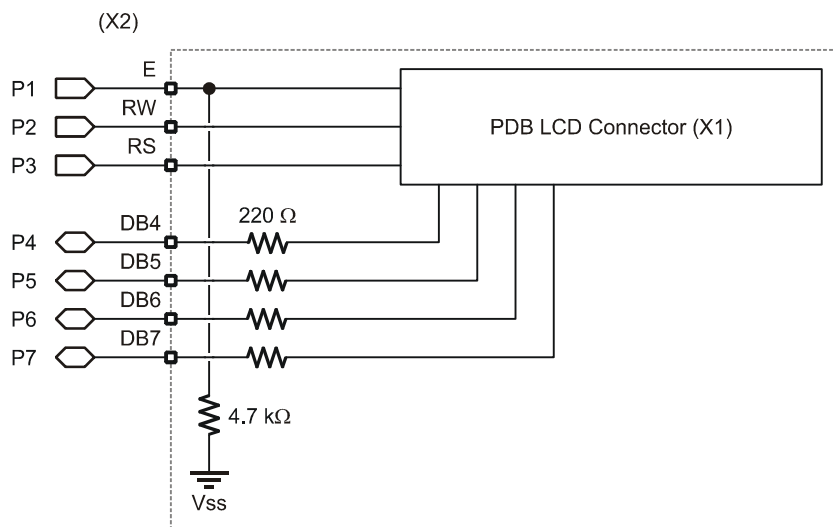 (X2)
P1
E
P2
RW
P3
RS
PDB LCD Connector (X1)
P4
DB4
220 Ω
P5
DB5
P6
DB6
P7
DB7
4.7 kΩ
Vss